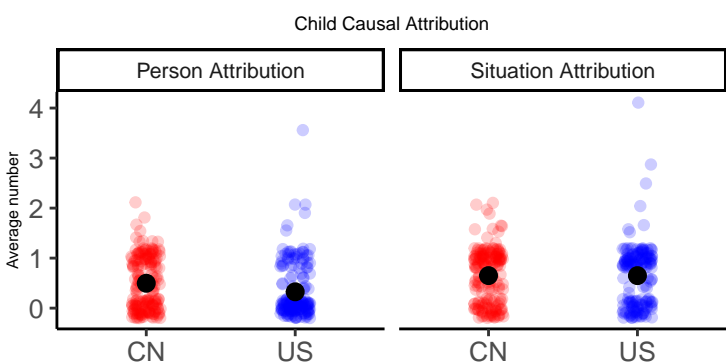 Child Causal Attribution
Person Attribution
Situation Attribution
Average number
4
3
2
1
0
CN
US
CN
US